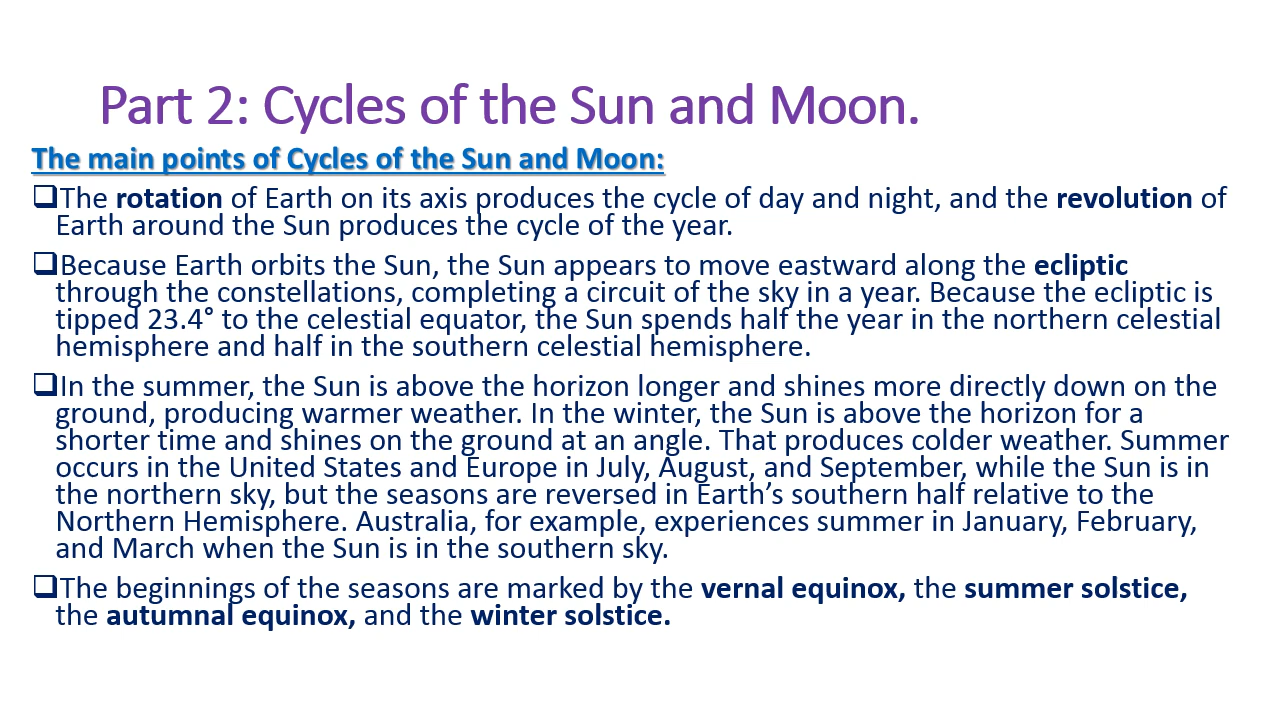 Part 2: Cycles of the Sun and Moon.
The main points of Cycles of the Sun and Moon:
❑The rotation of Earth on its axis produces the cycle of day and night, and the revolution of
Earth around the Sun produces the cycle of the year.
❑Because Earth orbits the Sun, the Sun appears to move eastward along the ecliptic
through the constellations, completing a circuit of the sky in a year. Because the ecliptic is
tipped 23.4° to the celestial equator, the Sun spends half the year in the northern celestial
hemisphere and half in the southern celestial hemisphere.
❑In the summer, the Sun is above the horizon longer and shines more directly down on the
ground, producing warmer weather. In the winter, the Sun is above the horizon for a
shorter time and shines on the ground at an angle. That produces colder weather. Summer
occurs in the United States and Europe in July, August, and September, while the Sun is in
the northern sky, but the seasons are reversed in Earth’s southern half relative to the
Northern Hemisphere. Australia, for example, experiences summer in January, February,
and March when the Sun is in the southern sky.
❑The beginnings of the seasons are marked by the vernal equinox, the summer solstice,
the autumnal equinox, and the winter solstice.